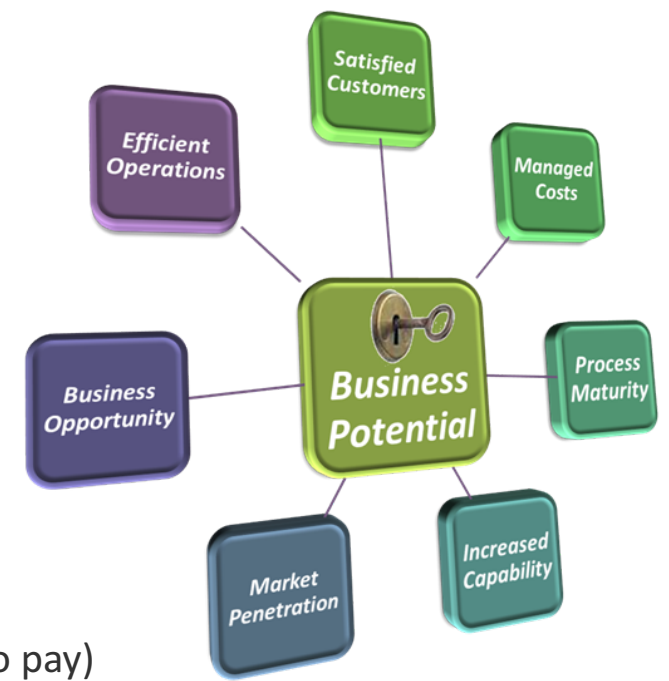 Satisfied
Customers
Efficient
Operations
Managed
Costs
Business
Potential
Process
Maturity
Business
Opportunity
Increased
Capability
Market
Penetration
pay)